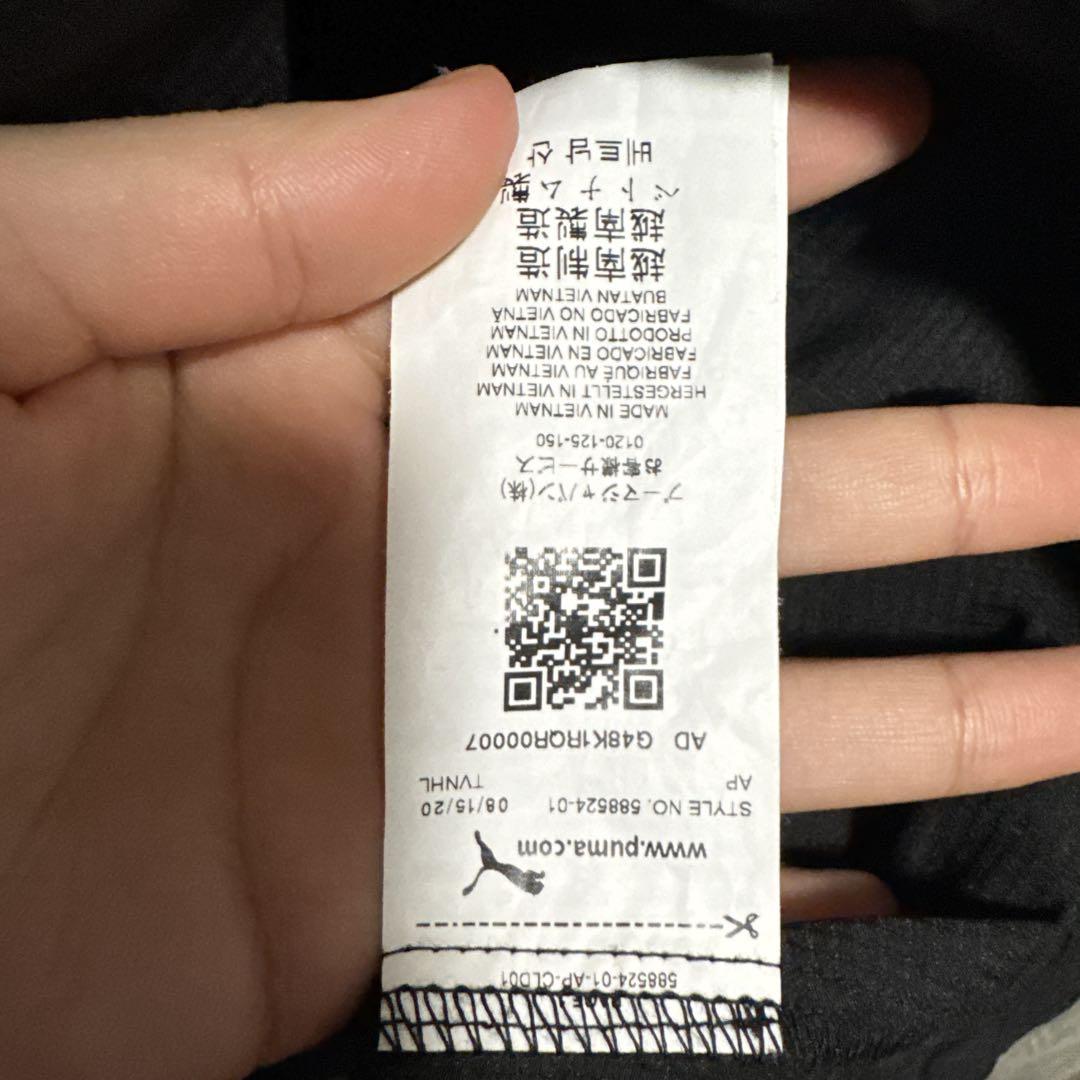 588524-01-AP-CLD01
www.puma.com
STYLE NO. 588524-01 08/15/20
AP TVNHL
AD G48K1RQR00007
プーマジャパン(株)
お客様サービス
0120-125-150
MADE IN VIETNAM
HERGESTELLT IN VIETNAM
FABRIQUÉ AU VIETNAM
FABRICADO EN VIETNAM
PRODOTTO IN VIETNAM
FABRICADO NO VIETNÃ
BUATAN VIETNAM
越南制造
越南製造
ベトナム製
베트남 산